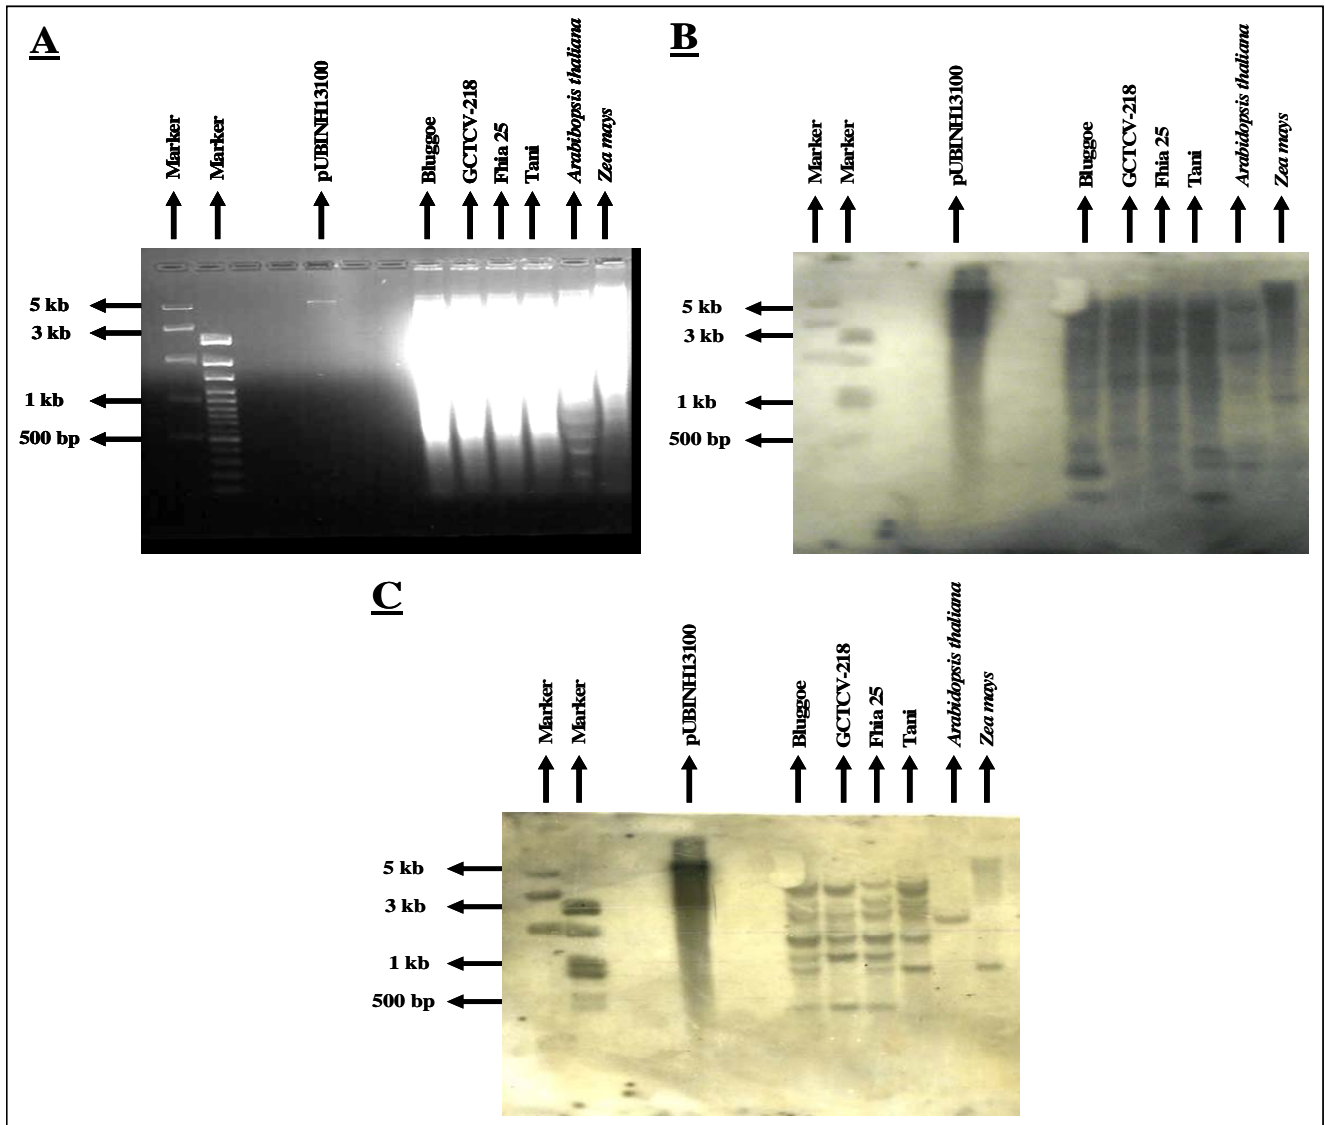 A
Marker
Marker
pUBINH13100
Bluggoe
GCTCV-218
Fhia 25
Tani
Arabibopsis thaliana
Zea mays
5 kb
3 kb
1 kb
500 bp
B
Marker
Marker
pUBINH13100
Bluggoe
GCTCV-218
Fhia 25
Tani
Arabidopsis thaliana
Zea mays
5 kb
3 kb
1 kb
500 bp
C
Marker
Marker
pUBINH13100
Bluggoe
GCTCV-218
Fhia 25
Tani
Arabidopsis thaliana
Zea mays
5 kb
3 kb
1 kb
500 bp